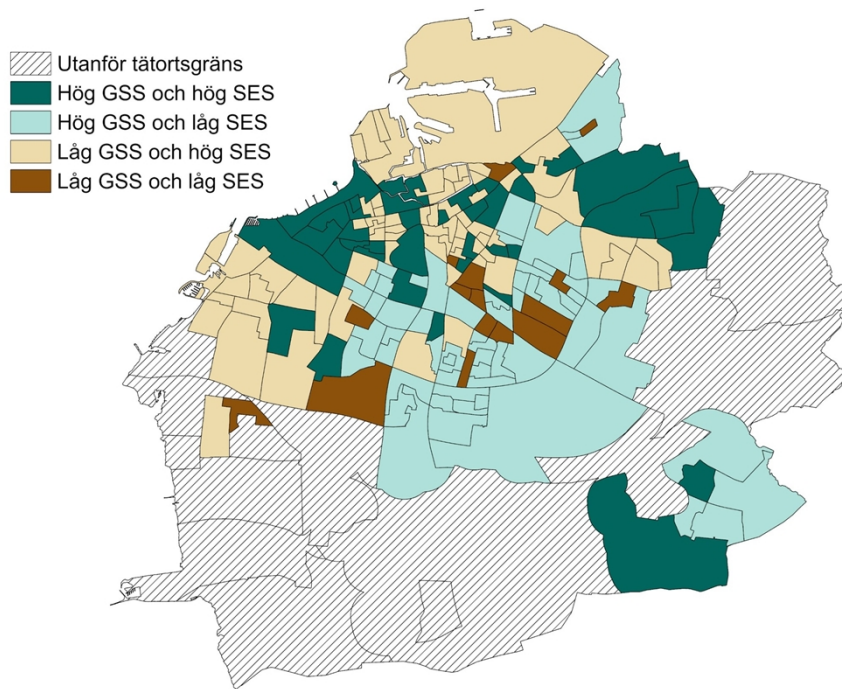 Utanför tätortsgräns
Hög GSS och hög SES
Hög GSS och låg SES
Låg GSS och hög SES
Låg GSS och låg SES